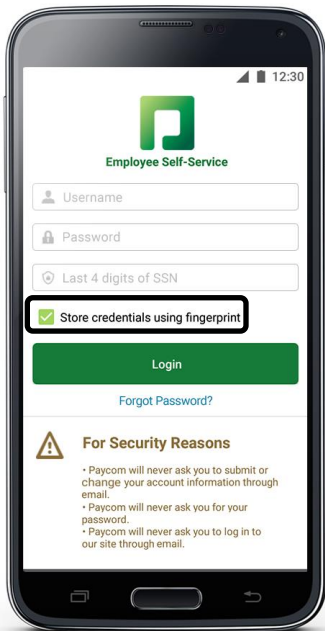 12:30
Employee Self-Service
Username
Password
Last 4 digits of SSN
Store credentials using fingerprint
Login
Forgot Password?
For Security Reasons
• Paycom will never ask you to submit or
change your account information through
email.
• Paycom will never ask you for your
password.
• Paycom will never ask you to log in to
our site through email.